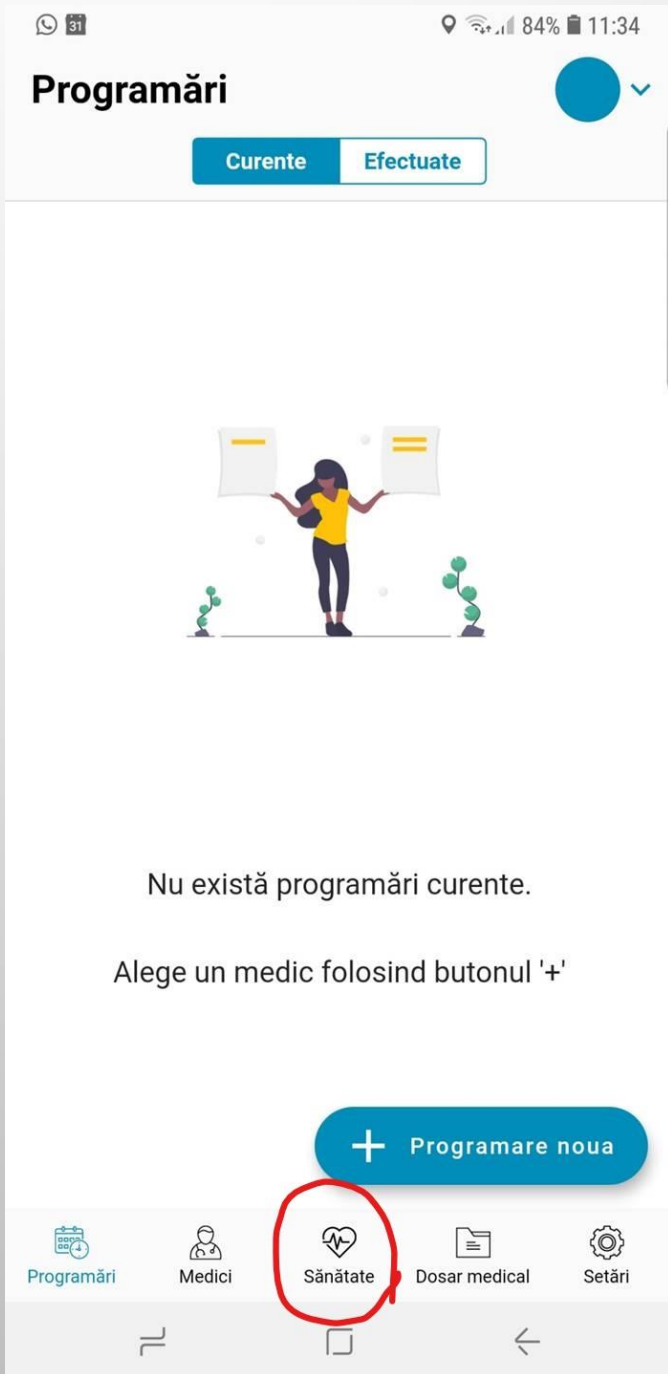 31
84% 11:34
Programări
Curente Efectuate
Nu există programări curente.
Alege un medic folosind butonul '+'
+ Programare noua
Programări Medici Sănătate Dosar medical Setări